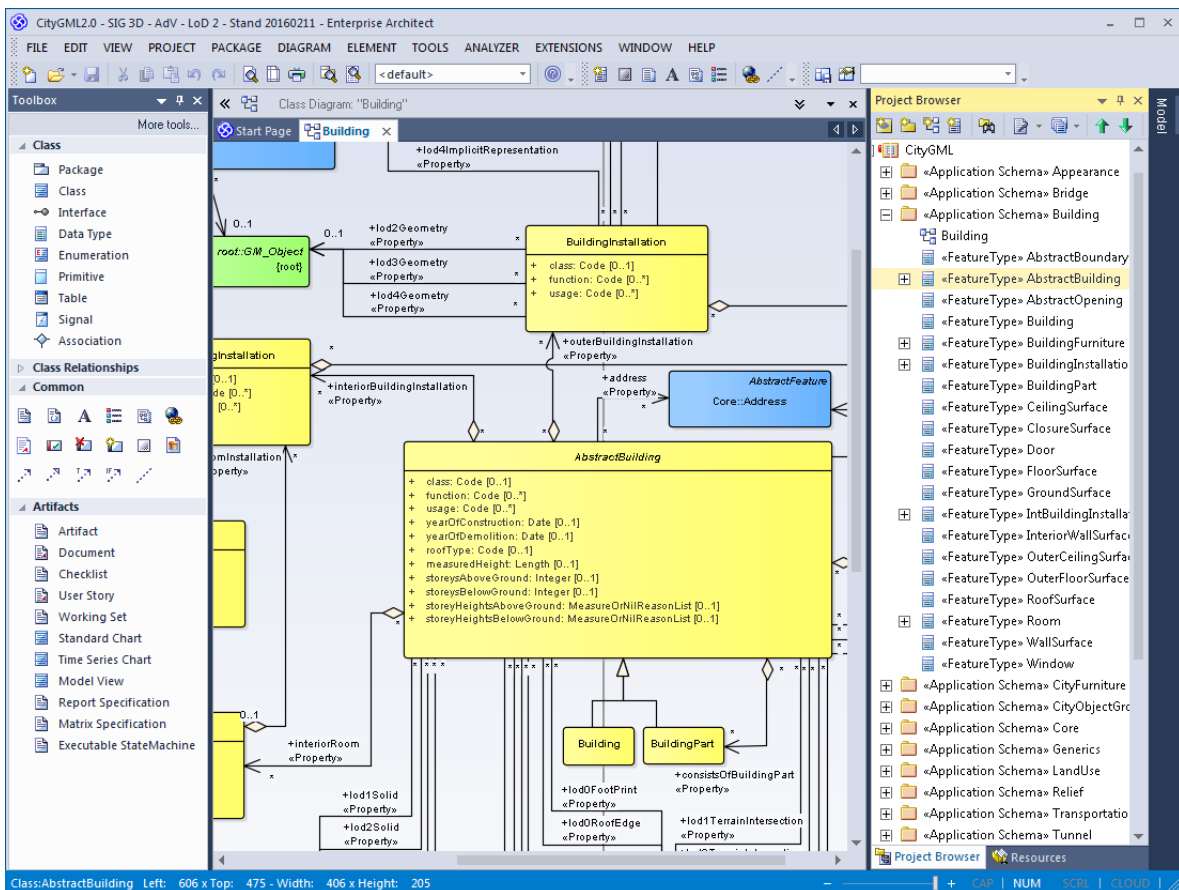 CityGML2.0 - SIG 3D - AdV - LoD 2 - Stand 20160211 - Enterprise Architect
FILE EDIT VIEW PROJECT PACKAGE DIAGRAM ELEMENT TOOLS ANALYZER EXTENSIONS WINDOW HELP
<default>
Toolbox
More tools...
Class
Package
Class
Interface
Data Type
Enumeration
Primitive
Table
Signal
Association
Class Relationships
Common
Artifacts
Artifact
Document
Checklist
User Story
Working Set
Standard Chart
Time Series Chart
Model View
Report Specification
Matrix Specification
Executable StateMachine
Class Diagram: "Building"
Start Page
Building
+lod4ImplicitRepresentation
«Property»
0..1
0..1
root::GM_Object
{root}
+lod2Geometry
«Property»
+lod3Geometry
«Property»
+lod4Geometry
«Property»
BuildingInstallation
+ class: Code [0..1]
+ function: Code [0..*]
+ usage: Code [0..*]
+outerBuildingInstallation
«Property»
gInstallation
0..1]
de [0..*]
[0..*]
+interiorBuildingInstallation
«Property»
+address
«Property»
AbstractFeature
Core::Address
omInstallation
operty»
AbstractBuilding
+ class: Code [0..1]
+ function: Code [0..*]
+ usage: Code [0..*]
+ yearOfConstruction: Date [0..1]
+ yearOfDemolition: Date [0..1]
+ roofType: Code [0..1]
+ measuredHeight: Length [0..1]
+ storeysAboveGround: Integer [0..1]
+ storeysBelowGround: Integer [0..1]
+ storeyHeightsAboveGround: MeasureOrNilReasonList [0..1]
+ storeyHeightsBelowGround: MeasureOrNilReasonList [0..1]
0..1
+interiorRoom
«Property»
Building
BuildingPart
+consistsOfBuildingPart
«Property»
+lod1Solid
«Property»
+lod2Solid
«Property»
+lod0FootPrint
«Property»
+lod0RoofEdge
«Property»
+lod1TerrainIntersection
«Property»
Project Browser
CityGML
«Application Schema» Appearance
«Application Schema» Bridge
«Application Schema» Building
Building
«FeatureType» AbstractBoundary
«FeatureType» AbstractBuilding
«FeatureType» AbstractOpening
«FeatureType» Building
«FeatureType» BuildingFurniture
«FeatureType» BuildingInstallatio
«FeatureType» BuildingPart
«FeatureType» CeilingSurface
«FeatureType» ClosureSurface
«FeatureType» Door
«FeatureType» FloorSurface
«FeatureType» GroundSurface
«FeatureType» IntBuildingInstalla
«FeatureType» InteriorWallSurfac
«FeatureType» OuterCeilingSurfa
«FeatureType» OuterFloorSurface
«FeatureType» RoofSurface
«FeatureType» Room
«FeatureType» WallSurface
«FeatureType» Window
«Application Schema» CityFurniture
«Application Schema» CityObjectGro
«Application Schema» Core
«Application Schema» Generics
«Application Schema» LandUse
«Application Schema» Relief
«Application Schema» Transportatio
«Application Schema» Tunnel
Project Browser
Resources
Model
Class:AbstractBuilding Left: 606 x Top: 475 - Width: 406 x Height: 205
CAP NUM SCRL CLOUD